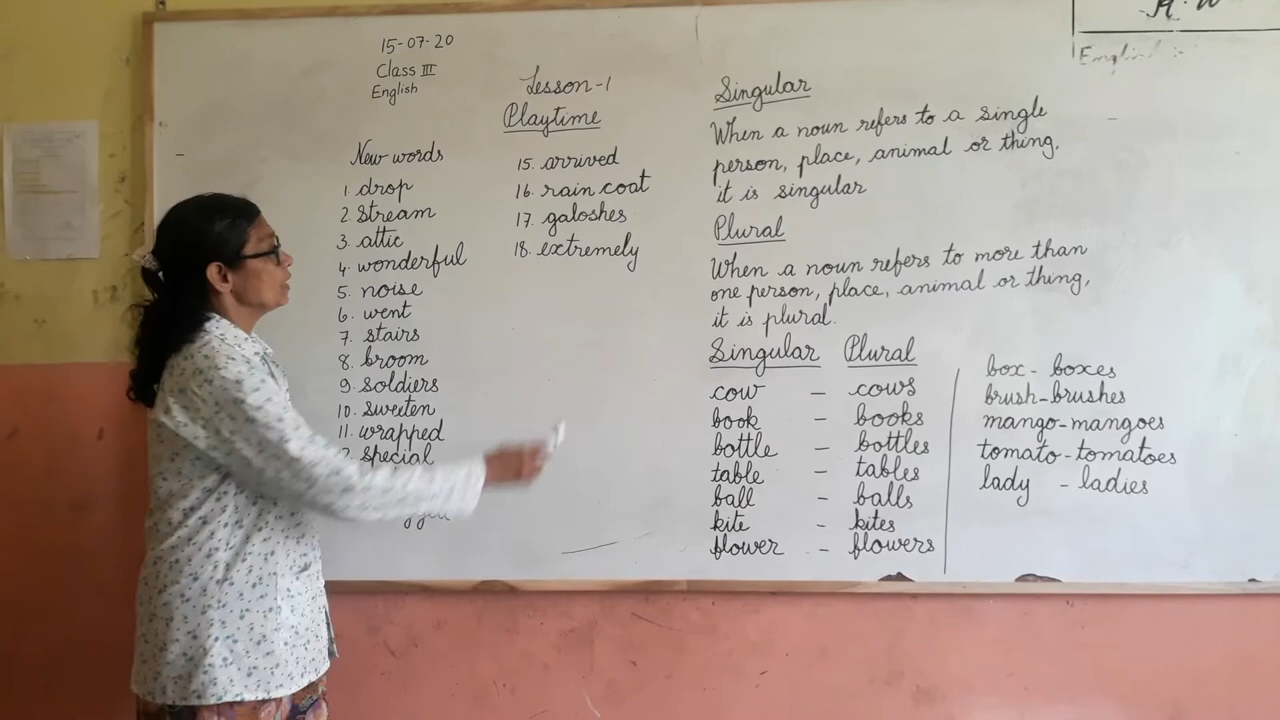 15-07-20
Class III
English
Lesson-1
Playtime
New words
1. drop
2. stream
3. attic
4. wonderful
5. noise
6. went
7. stairs
8. broom
9. soldiers
10. sweeten
11. wrapped
2. special
15. arrived
16. rain coat
17. galoshes
18. extremely
Singular
When a noun refers to a single
person, place, animal or thing.
it is singular
Plural
When a noun refers to more than
one person, place, animal or thing,
it is plural.
Singular Plural
cow - cows
book - books
bottle - bottles
table - tables
ball - balls
kite - kites
flower - flowers
box - boxes
brush - brushes
mango - mangoes
tomato - tomatoes
lady - ladies
H.W
English